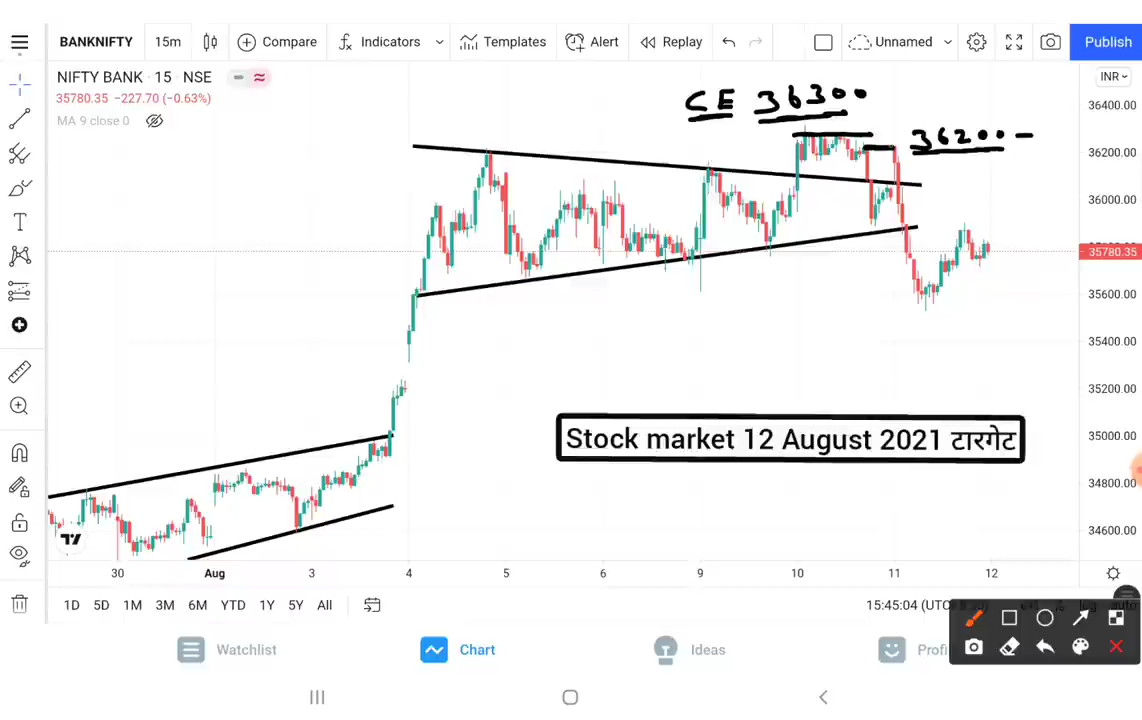 BANKNIFTY 15m Compare Indicators Templates Alert Replay Unnamed Publish
NIFTY BANK · 15 · NSE
INR
35780.35 −227.70 (−0.63%)
MA 9 close 0
CE 36300
36200 -
36400.00
36200.00
36000.00
35780.35
35600.00
35400.00
35200.00
35000.00
34800.00
34600.00
Stock market 12 August 2021 टारगेट
30 Aug 3 4 5 6 9 10 11 12
1D 5D 1M 3M 6M YTD 1Y 5Y All
15:45:04 (UTC
Watchlist Chart Ideas Profi